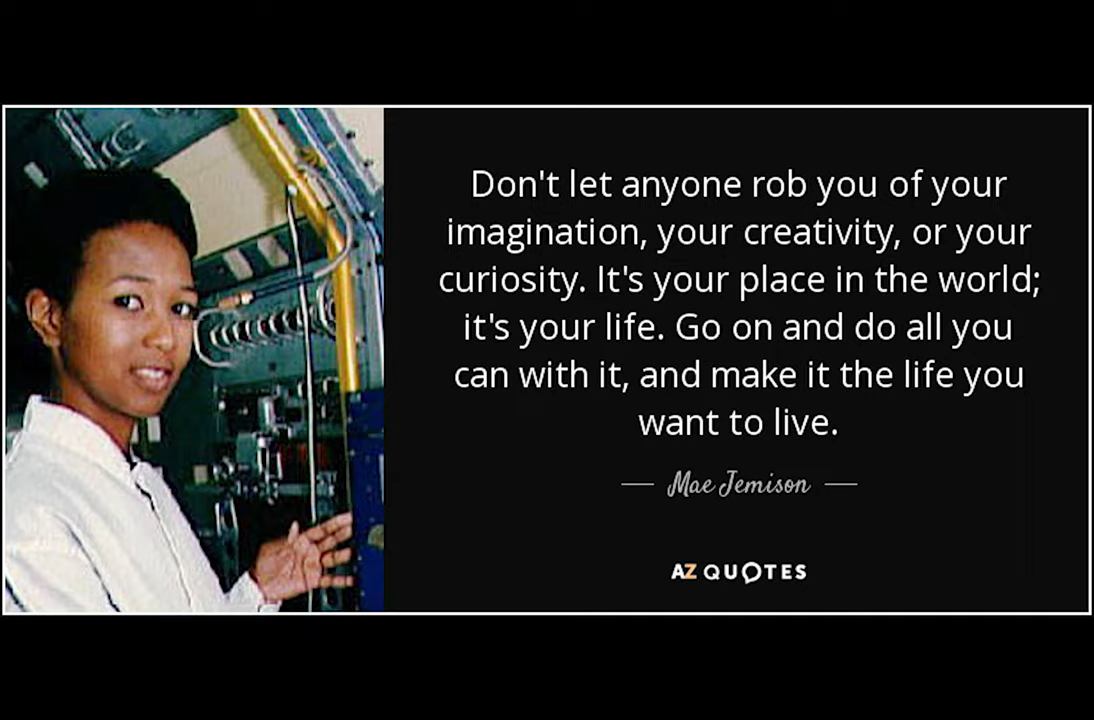 Don't let anyone rob you of your
imagination, your creativity, or your
curiosity. It's your place in the world;
it's your life. Go on and do all you
can with it, and make it the life you
want to live.
Mae Jemison
AZ QUOTES